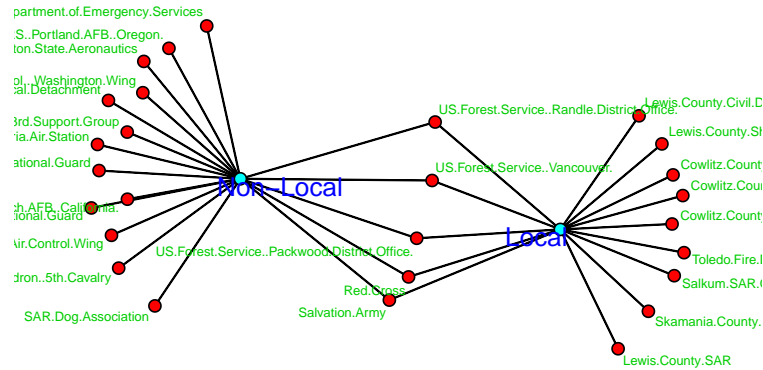 partment.of.Emergency.Services
S..Portland.AFB..Oregon.
ton.State.Aeronautics
ol..Washington.Wing
cal.Detachment
3rd.Support.Group
ria.Air.Station
ational.Guard
ch.AFB..California.
tional.Guard
Air.Control.Wing
dron..5th.Cavalry
SAR.Dog.Association
Non-Local
US.Forest.Service..Randle.District.Office.
US.Forest.Service..Vancouver.
US.Forest.Service..Packwood.District.Office.
Red.Cross
Salvation.Army
Local
Lewis.County.Civil.D
Lewis.County.Sh
Cowlitz.County
Cowlitz.Cou
Cowlitz.County
Toledo.Fire.
Salkum.SAR.
Skamania.County.
Lewis.County.SAR